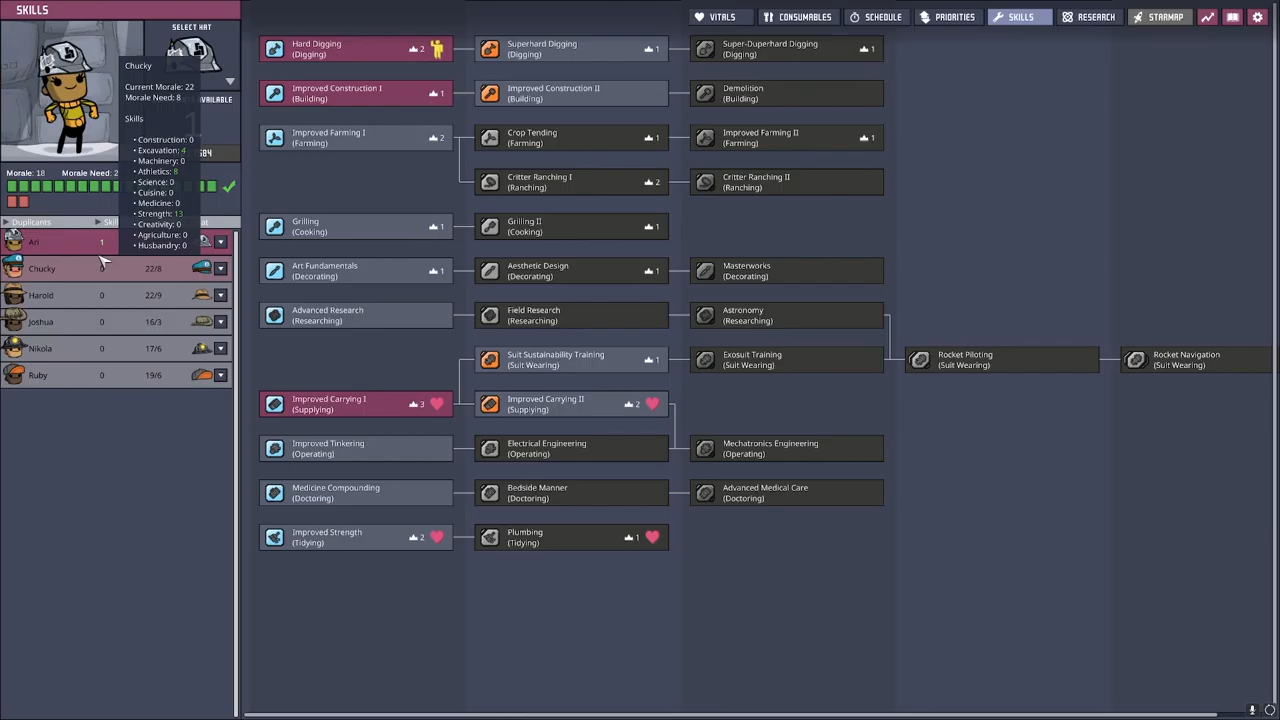 SKILLS
VITALS
CONSUMABLES
SCHEDULE
PRIORITIES
SKILLS
RESEARCH
STARMAP
SELECT HAT
Chucky
Current Morale: 22
Morale Need: 8
Skills
• Construction: 0
• Excavation: 4
• Machinery: 0
• Athletics: 8
• Science: 0
• Cuisine: 0
• Medicine: 0
• Strength: 13
• Creativity: 0
• Agriculture: 0
• Husbandry: 0
Morale: 18
Morale Need: 2
Duplicants
Ari 1
Chucky 0 22/8
Harold 0 22/9
Joshua 0 16/3
Nikola 0 17/6
Ruby 0 19/6
Hard Digging
(Digging)
2
Superhard Digging
(Digging)
1
Super-Duperhard Digging
(Digging)
1
Improved Construction I
(Building)
1
Improved Construction II
(Building)
Demolition
(Building)
Improved Farming I
(Farming)
2
Crop Tending
(Farming)
1
Improved Farming II
(Farming)
1
Critter Ranching I
(Ranching)
2
Critter Ranching II
(Ranching)
Grilling
(Cooking)
1
Grilling II
(Cooking)
1
Art Fundamentals
(Decorating)
1
Aesthetic Design
(Decorating)
1
Masterworks
(Decorating)
Advanced Research
(Researching)
Field Research
(Researching)
Astronomy
(Researching)
Suit Sustainability Training
(Suit Wearing)
1
Exosuit Training
(Suit Wearing)
Rocket Piloting
(Suit Wearing)
Rocket Navigation
(Suit Wearing)
Improved Carrying I
(Supplying)
3
Improved Carrying II
(Supplying)
2
Improved Tinkering
(Operating)
Electrical Engineering
(Operating)
Mechatronics Engineering
(Operating)
Medicine Compounding
(Doctoring)
Bedside Manner
(Doctoring)
Advanced Medical Care
(Doctoring)
Improved Strength
(Tidying)
2
Plumbing
(Tidying)
1